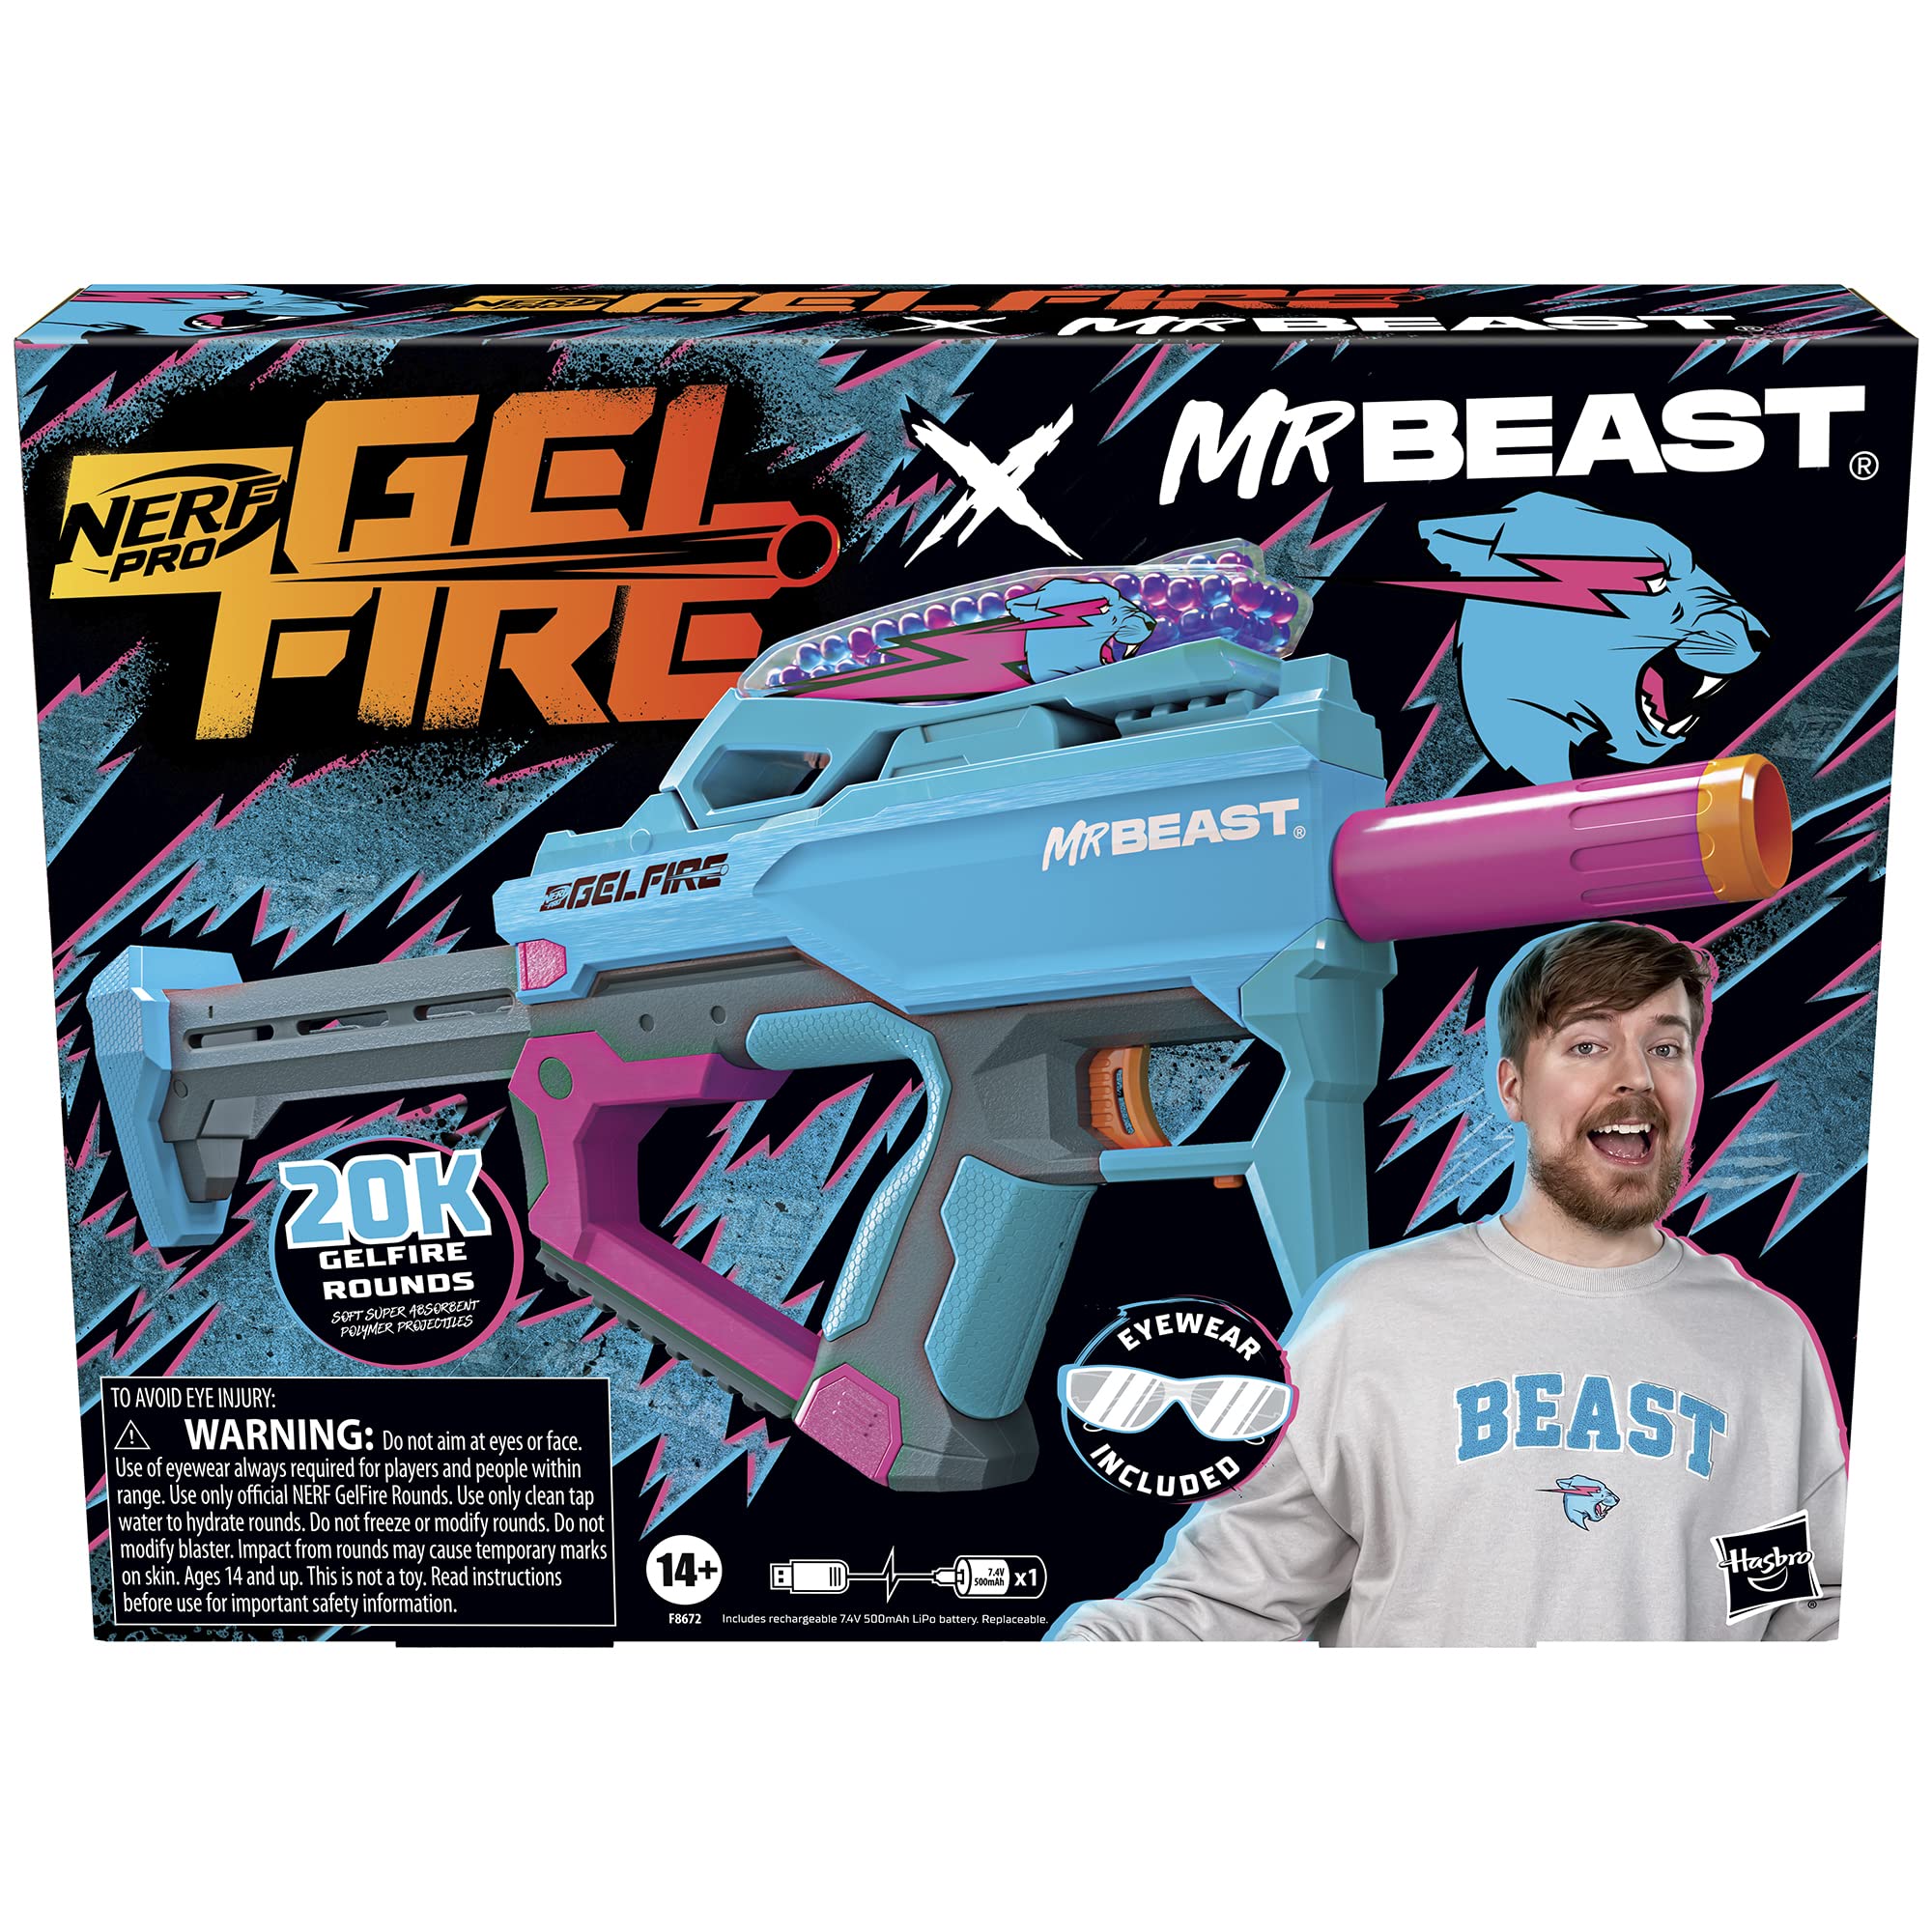 NERF PRO GELFIRE
X MRBEAST
NERF
PRO
GEL
FIRE
X
MRBEAST®
MRBEAST®
NERF PRO GELFIRE
20K
GELFIRE
ROUNDS
SOFT SUPER ABSORBENT
POLYMER PROJECTILES
EYEWEAR
INCLUDED
BEAST
TO AVOID EYE INJURY:
WARNING: Do not aim at eyes or face.
Use of eyewear always required for players and people within
range. Use only official NERF GelFire Rounds. Use only clean tap
water to hydrate rounds. Do not freeze or modify rounds. Do not
modify blaster. Impact from rounds may cause temporary marks
on skin. Ages 14 and up. This is not a toy. Read instructions
before use for important safety information.
14+
F8672
7.4V
500mAh
x1
Includes rechargeable 7.4V 500mAh LiPo battery. Replaceable.
Hasbro
®